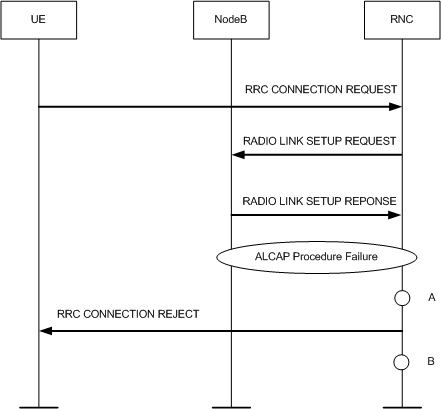 UE
NodeB
RNC
RRC CONNECTION REQUEST
RADIO LINK SETUP REQUEST
RADIO LINK SETUP REPONSE
ALCAP Procedure Failure
A
RRC CONNECTION REJECT
B